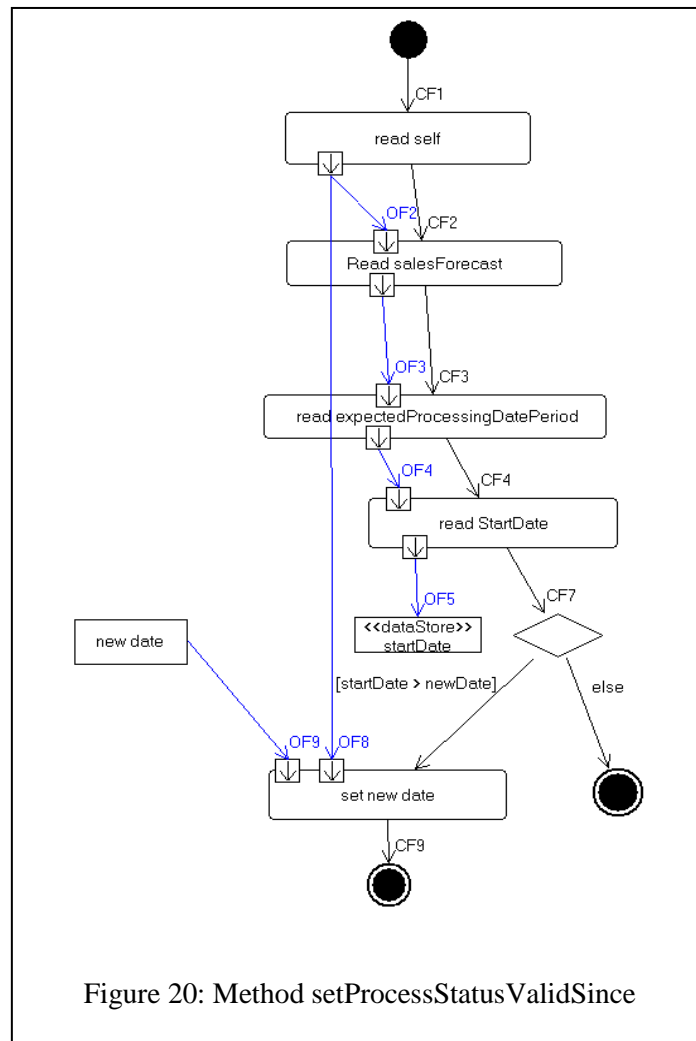 CF1
read self
OF2
CF2
Read salesForecast
OF3
CF3
read expectedProcessingDatePeriod
OF4
CF4
read StartDate
OF5
CF7
<<dataStore>>
startDate
new date
[startDate > newDate]
else
OF9
OF8
set new date
CF9
Figure 20: Method setProcessStatusValidSince